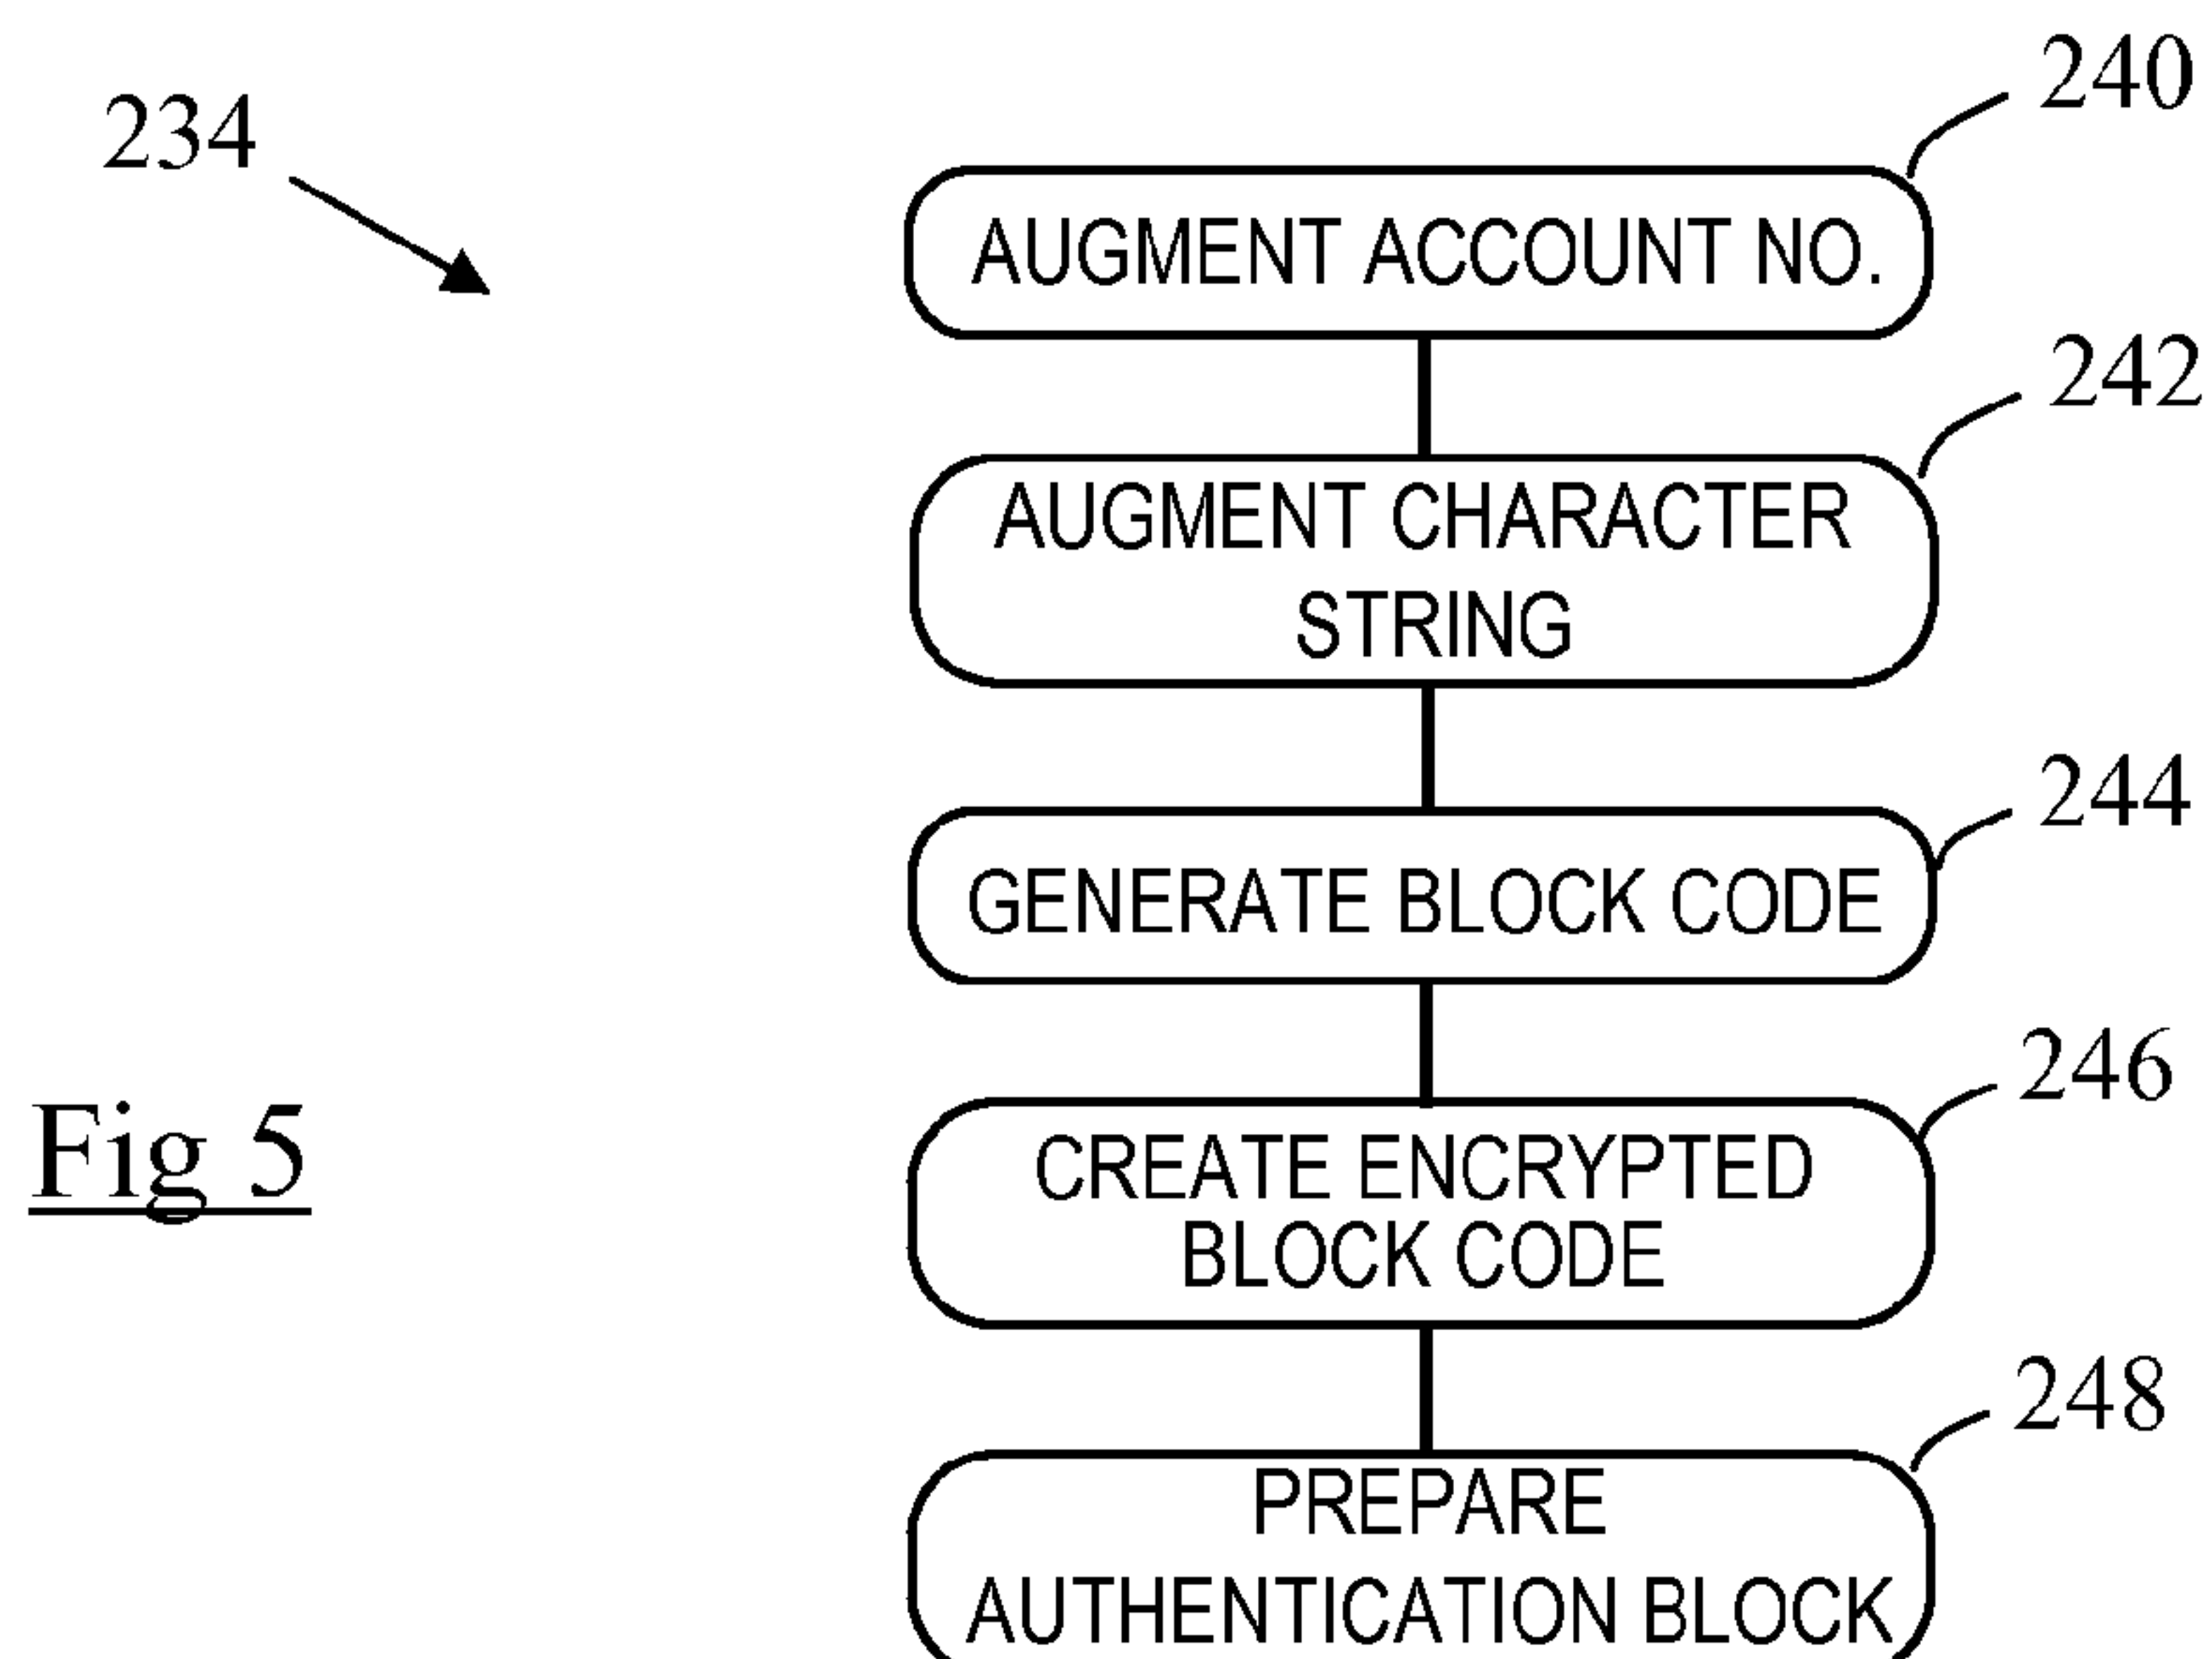 234
240
AUGMENT ACCOUNT NO.
242
AUGMENT CHARACTER
STRING
244
GENERATE BLOCK CODE
246
CREATE ENCRYPTED
BLOCK CODE
Fig 5
248
PREPARE
AUTHENTICATION BLOCK